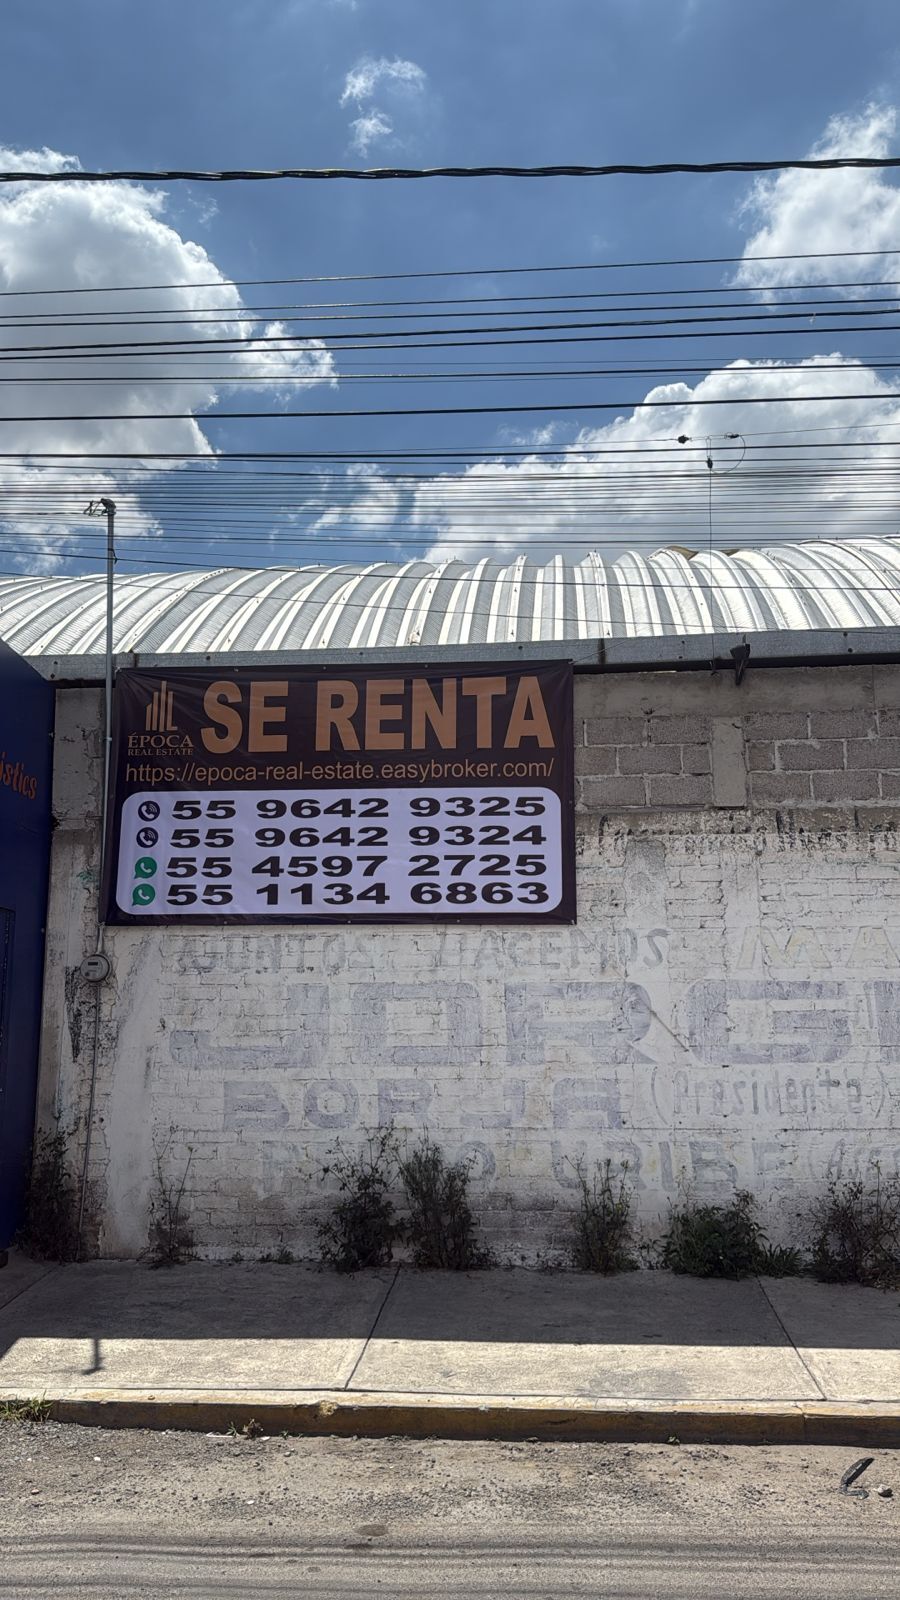 SE RENTA
ÉPOCA
REAL ESTATE
https://epoca-real-estate.easybroker.com/
55 9642 9325
55 9642 9324
55 4597 2725
55 1134 6863
JUNTOS HACEMOS
BORJA (Presidente)
URIBE